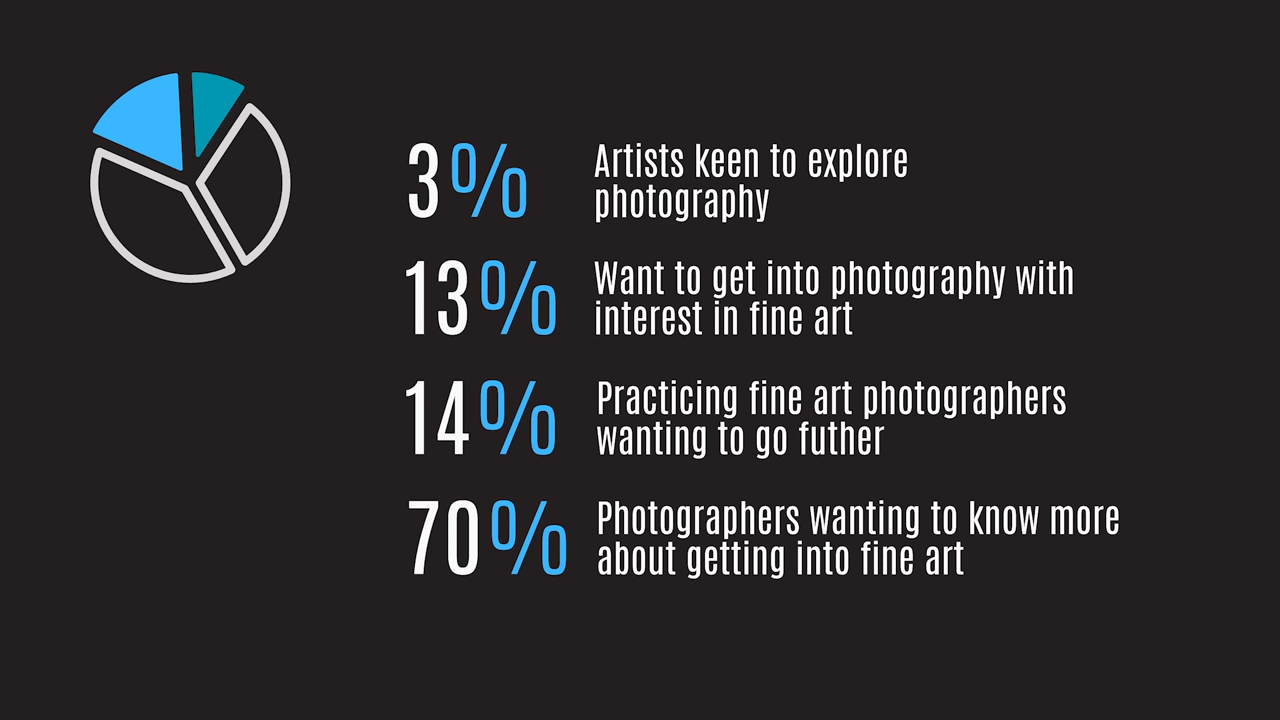 3%
Artists keen to explore
photography
13%
Want to get into photography with
interest in fine art
14%
Practicing fine art photographers
wanting to go futher
70%
Photographers wanting to know more
about getting into fine art